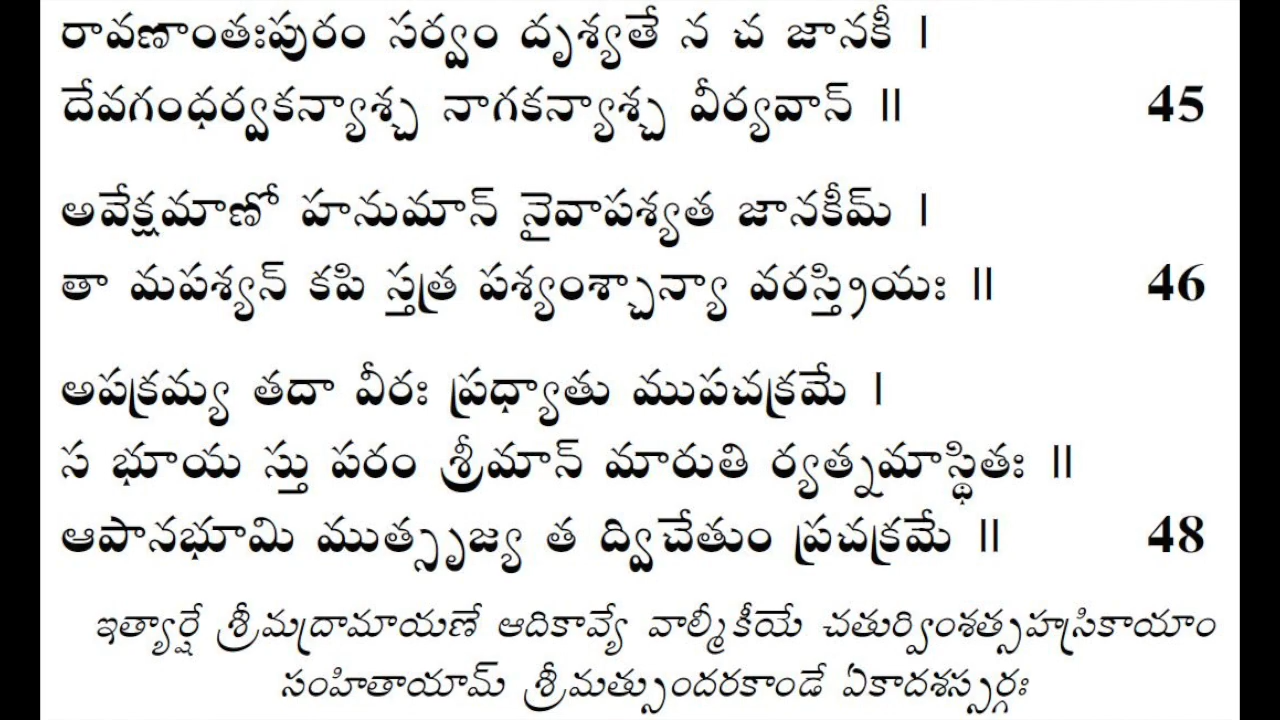 రావణాంతఃపురం సర్వం దృశ్యతే న చ జానకీ ।
దేవగంధర్వకన్యాశ్చ నాగకన్యాశ్చ వీర్యవాన్ ॥ 45
అవేక్షమాణో హనుమాన్ నైవాపశ్యత జానకీమ్ ।
తా మపశ్యన్ కపి స్తత్ర పశ్యంశ్చాన్యా వరస్త్రియః ॥ 46
అపక్రమ్య తదా వీరః ప్రధ్యాతు ముపచక్రమే ।
స భూయ స్తు పరం శ్రీమాన్ మారుతి ర్యత్నమాస్థితః ॥
ఆపానభూమి ముత్సృజ్య త ద్విచేతుం ప్రచక్రమే ॥ 48
ఇత్యార్షే శ్రీమద్రామాయణే ఆదికావ్యే వాల్మీకీయే చతుర్వింశత్సహస్రికాయాం
సంహితాయామ్ శ్రీమత్సుందరకాండే ఏకాదశస్సర్గః